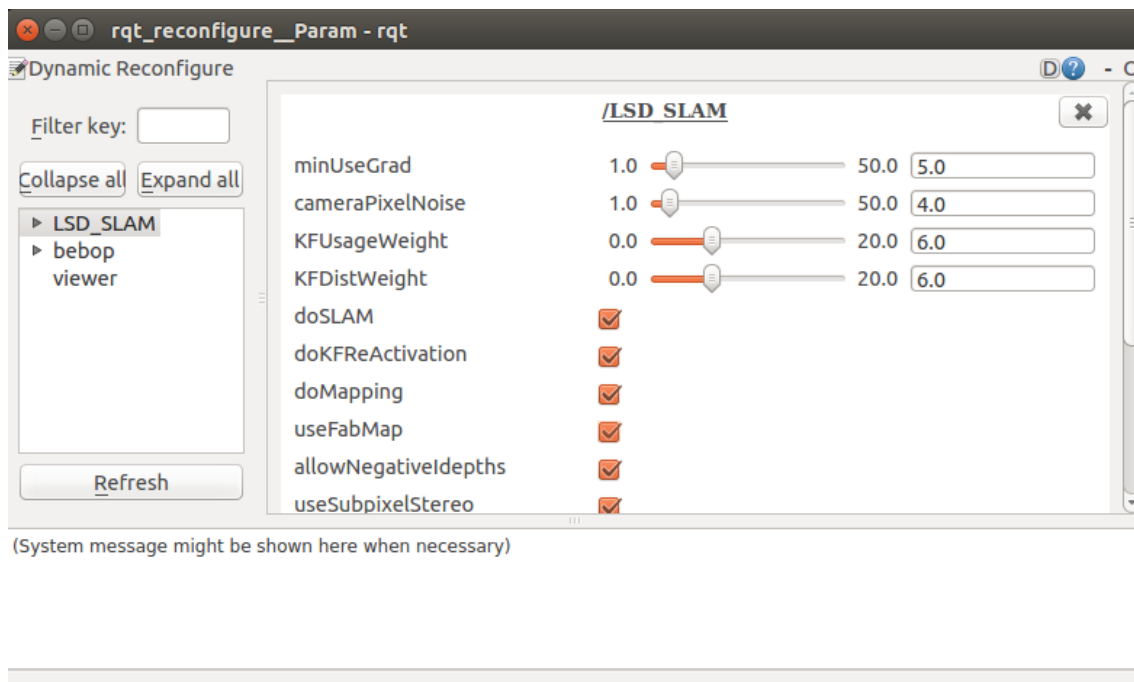 rqt_reconfigure__Param - rqt
Dynamic Reconfigure D ? - C
/LSD_SLAM
Filter key:
Collapse all Expand all
LSD_SLAM
bebop
viewer
Refresh
minUseGrad 1.0 50.0 5.0
cameraPixelNoise 1.0 50.0 4.0
KFUsageWeight 0.0 20.0 6.0
KFDistWeight 0.0 20.0 6.0
doSLAM
doKFReActivation
doMapping
useFabMap
allowNegativeIdepths
useSubpixelStereo
(System message might be shown here when necessary)